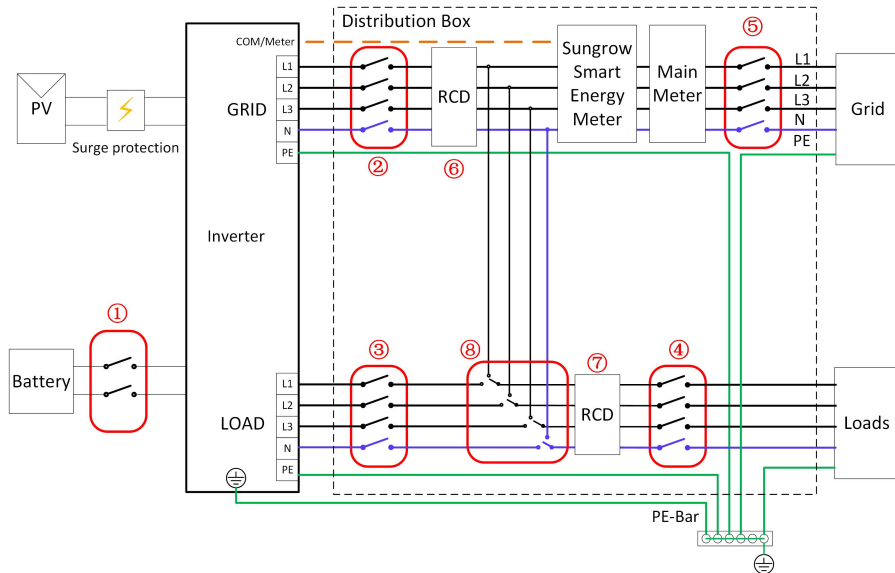 Distribution Box
⑤
COM/Meter
L1
L2
L3
N
PE
GRID
②
RCD
⑥
Sungrow
Smart
Energy
Meter
Main
Meter
L1
L2
L3
N
PE
Grid
PV
Surge protection
Inverter
①
Battery
③
⑧
⑦
④
L1
L2
L3
N
PE
LOAD
RCD
Loads
PE-Bar